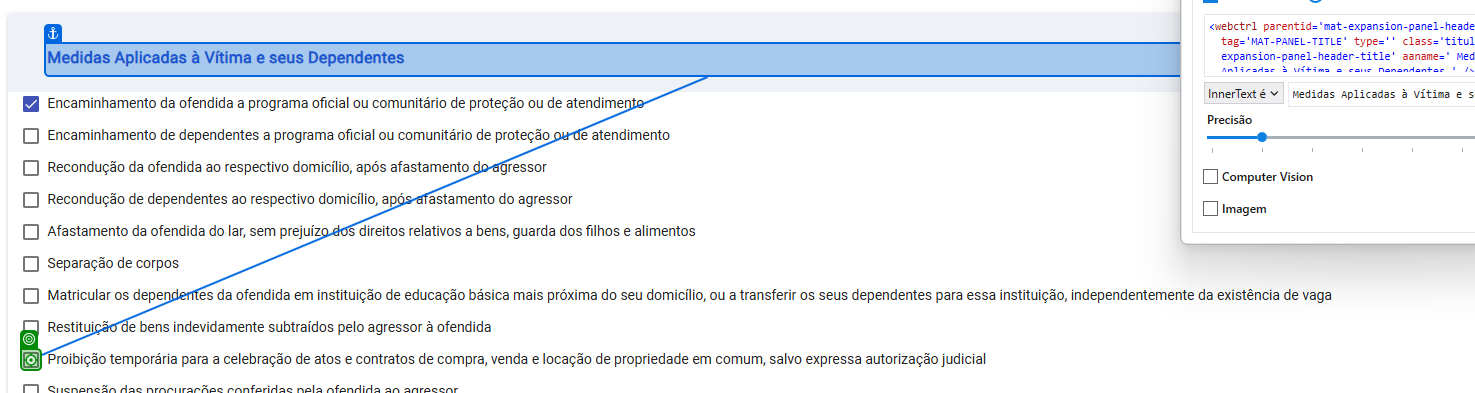 Medidas Aplicadas à Vítima e seus Dependentes
Encaminhamento da ofendida a programa oficial ou comunitário de proteção ou de atendimento
Encaminhamento de dependentes a programa oficial ou comunitário de proteção ou de atendimento
Recondução da ofendida ao respectivo domicílio, após afastamento do agressor
Recondução de dependentes ao respectivo domicílio, após afastamento do agressor
Afastamento da ofendida do lar, sem prejuízo dos direitos relativos a bens, guarda dos filhos e alimentos
Separação de corpos
Matricular os dependentes da ofendida em instituição de educação básica mais próxima do seu domicílio, ou a transferir os seus dependentes para essa instituição, independentemente da existência de vaga
Restituição de bens indevidamente subtraídos pelo agressor à ofendida
Proibição temporária para a celebração de atos e contratos de compra, venda e locação de propriedade em comum, salvo expressa autorização judicial
Suspensão das procurações conferidas pela ofendida ao agressor
<webctrl parentid='mat-expansion-panel-heade
tag='MAT-PANEL-TITLE' type='' class='titul
expansion-panel-header-title' aaname=' Med
Aplicadas à Vítima e seus Dependentes ' />
InnerText é
Medidas Aplicadas à Vítima e s
Precisão
Computer Vision
Imagem